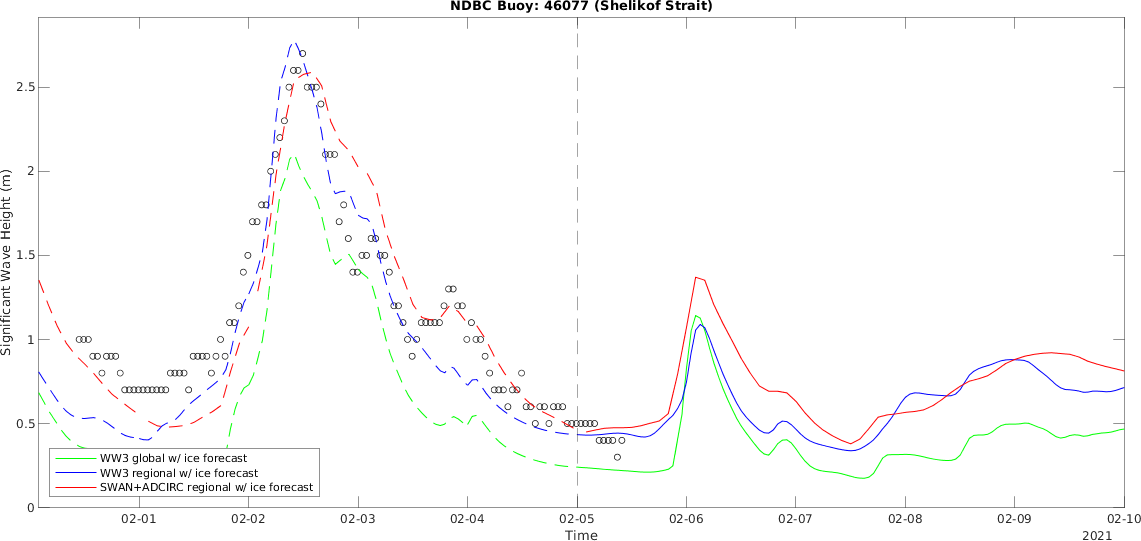 NDBC Buoy: 46077 (Shelikof Strait)
Significant Wave Height (m)
2.5
2
1.5
1
0.5
0
WW3 global w/ ice forecast
WW3 regional w/ ice forecast
SWAN+ADCIRC regional w/ ice forecast
02-01 02-02 02-03 02-04 02-05 02-06 02-07 02-08 02-09 02-10
Time
2021